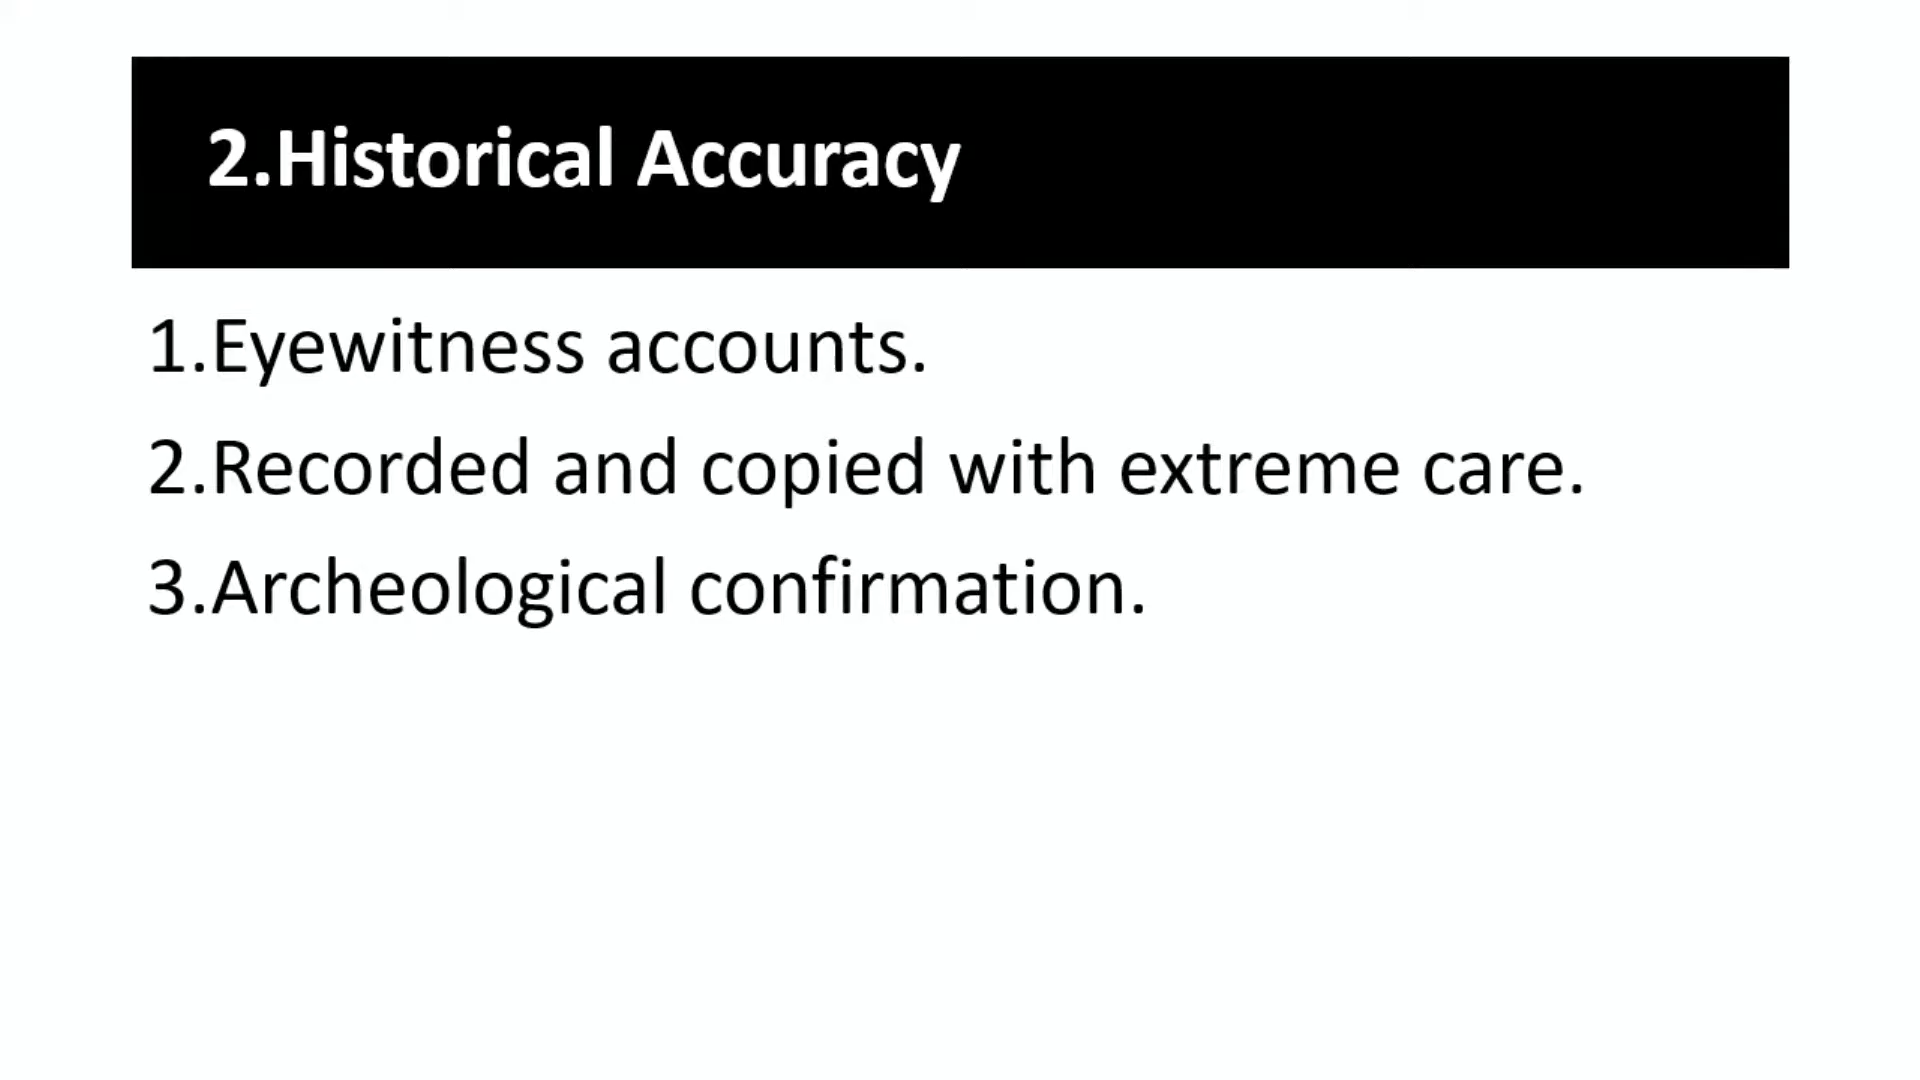 2.Historical Accuracy
1.Eyewitness accounts.
2.Recorded and copied with extreme care.
3.Archeological confirmation.